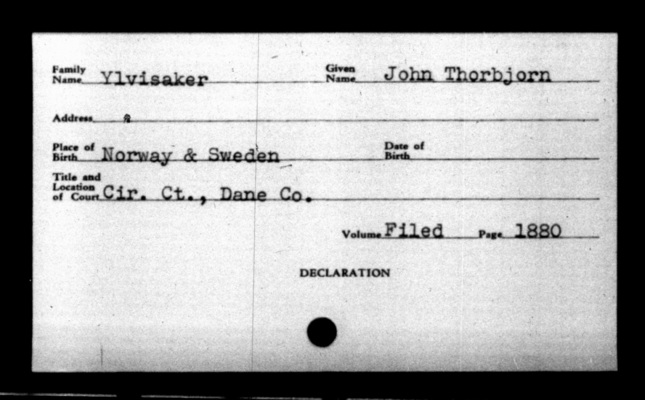 Family Name Ylvisaker Given Name John Thorbjorn
Address
Place of Birth Norway & Sweden Date of Birth
Title and Location of Court Cir. Ct., Dane Co.
Volume Filed Page 1880
DECLARATION